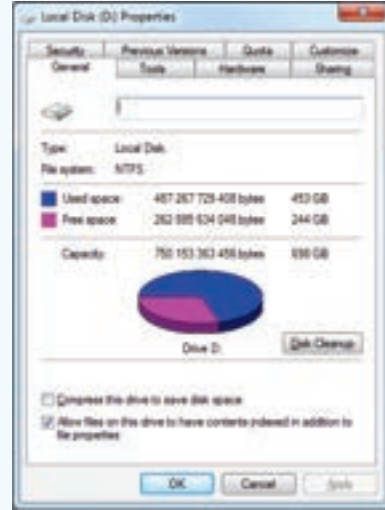 Local Disk (D:) Properties
Security Previous Versions Quota Customize
General Tools Hardware Sharing
Type: Local Disk
File system: NTFS
Used space: 487 267 729 408 bytes 453 GB
Free space: 262 885 634 048 bytes 244 GB
Capacity: 750 153 363 456 bytes 698 GB
Drive D:
Disk Cleanup
Compress this drive to save disk space
Allow files on this drive to have contents indexed in addition to
file properties
OK Cancel Apply